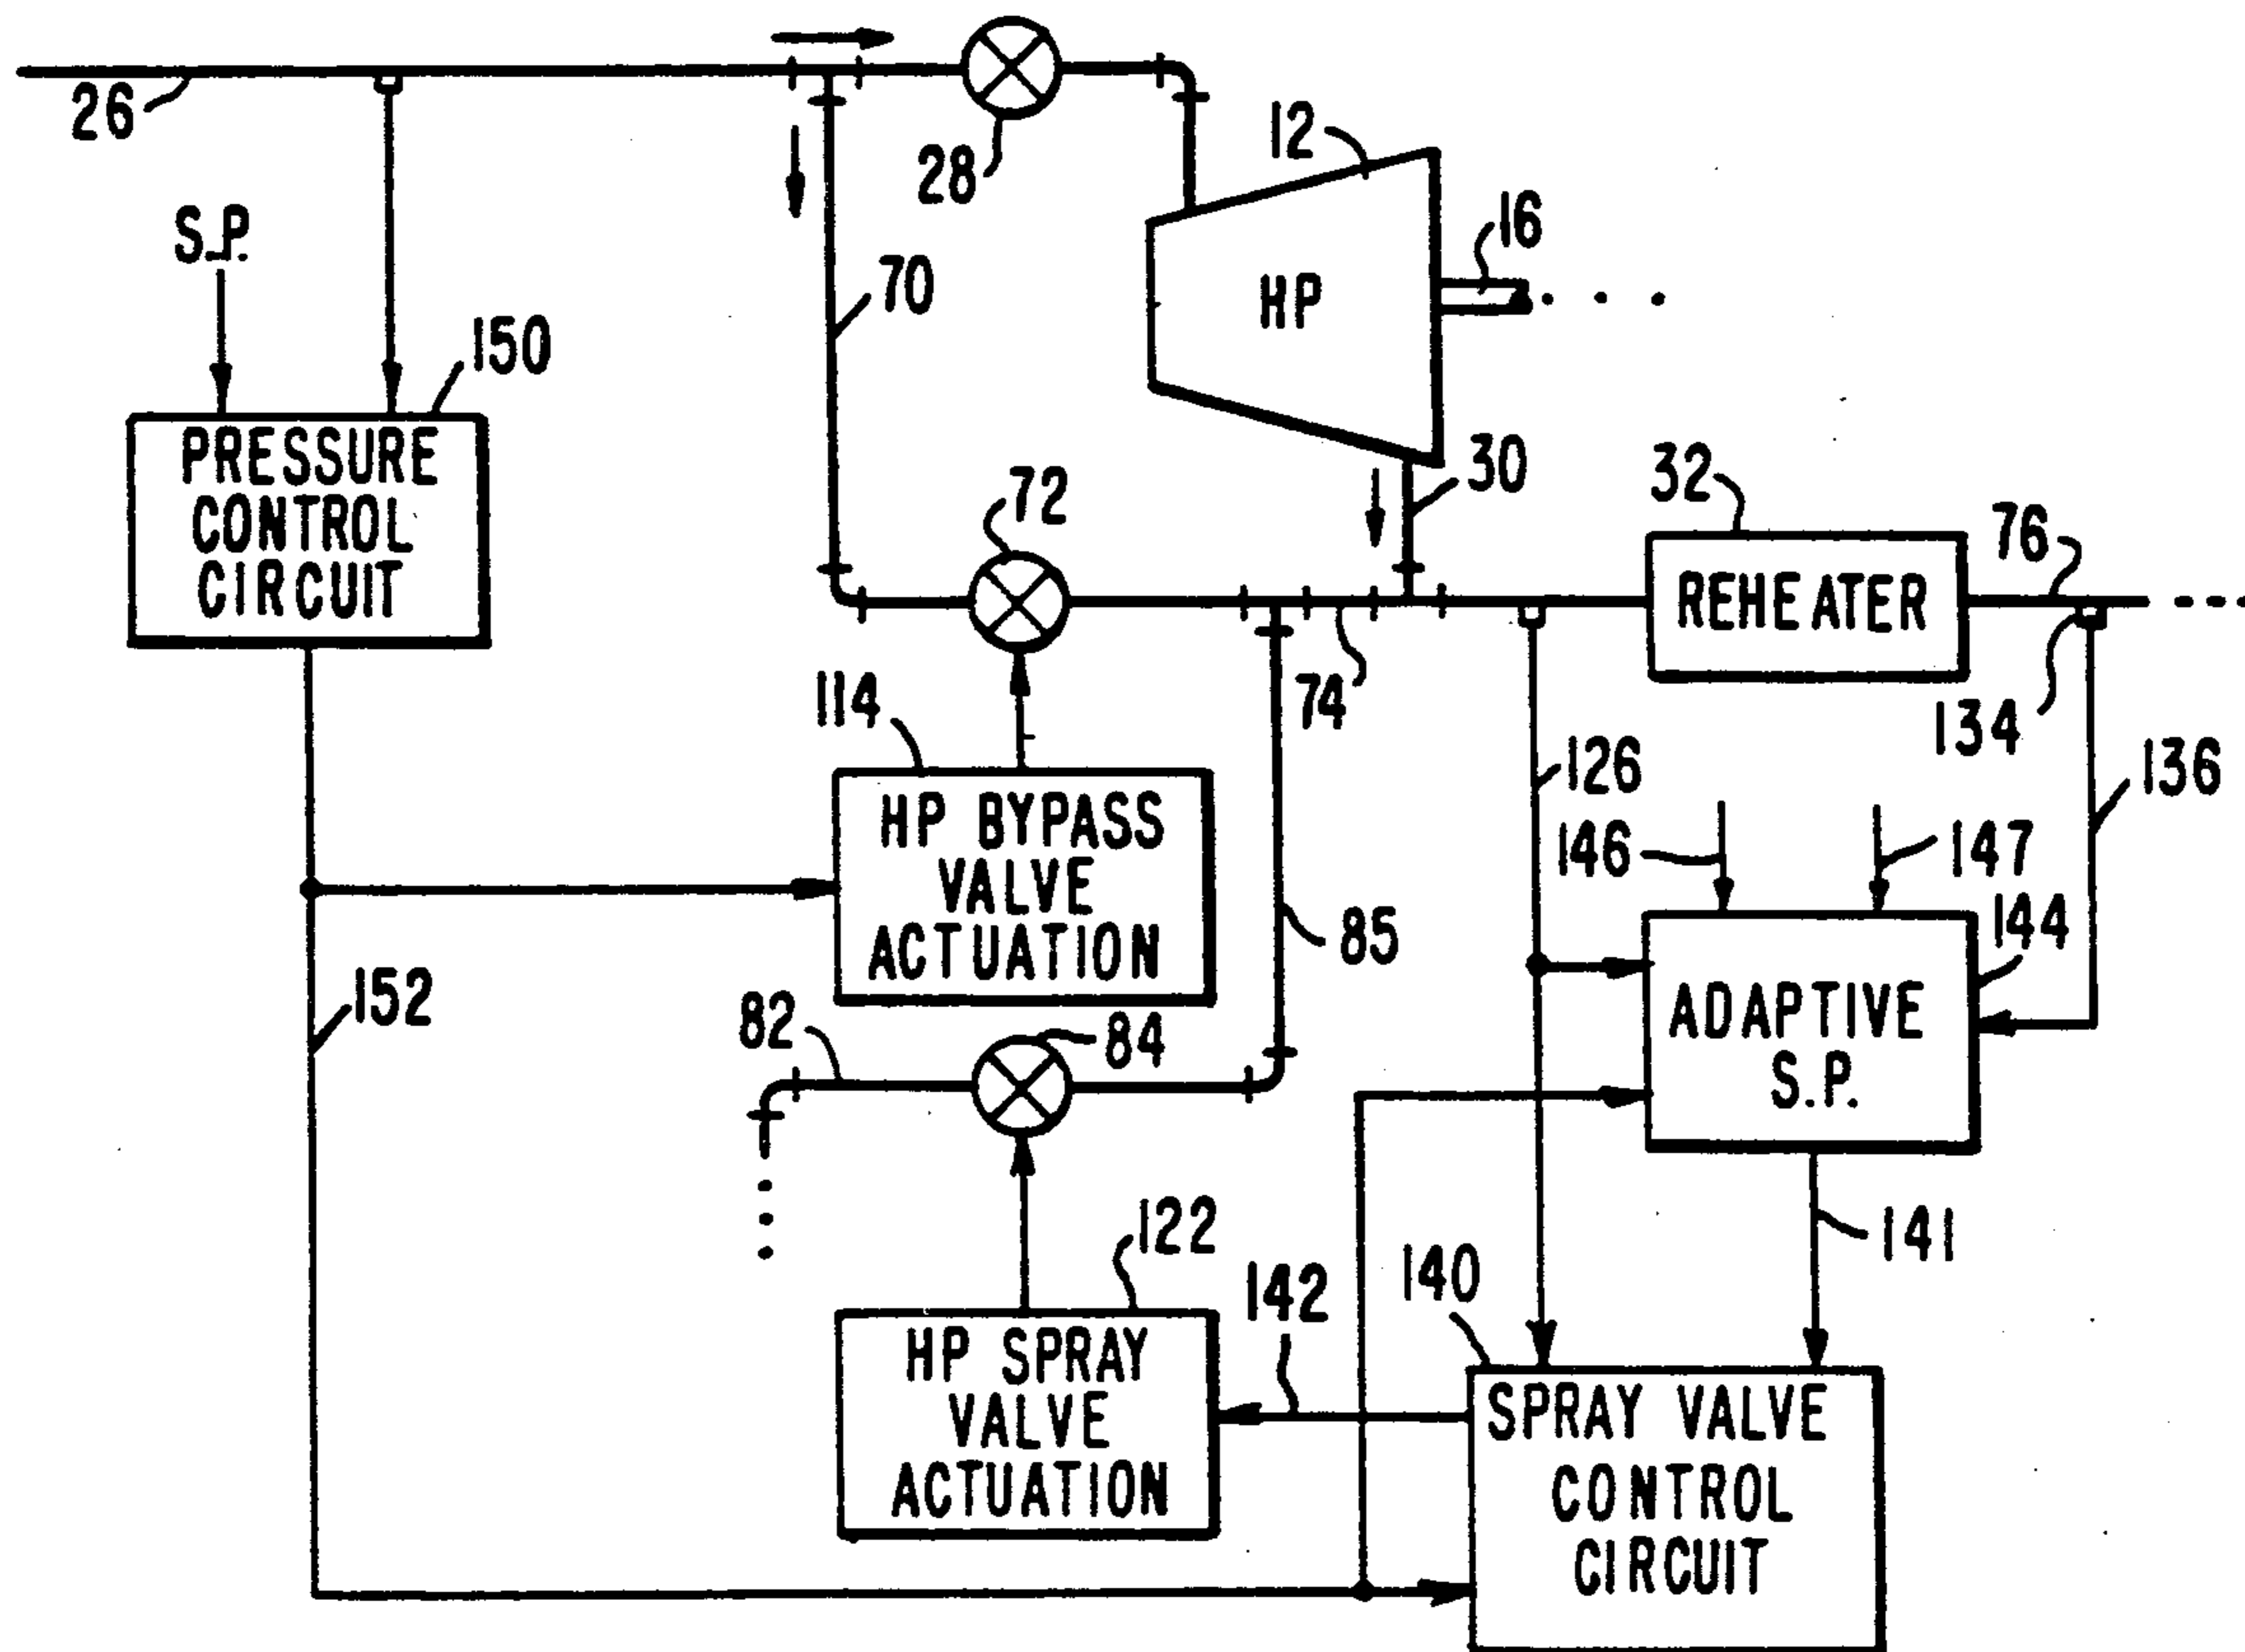 26
28
12
16
S.P.
70
HP
150
PRESSURE
CONTROL
CIRCUIT
72
30
32
REHEATER
76
74
134
114
126
136
HP BYPASS
VALVE
ACTUATION
146
147
85
144
152
82
84
ADAPTIVE
S.P.
122
142
140
141
HP SPRAY
VALVE
ACTUATION
SPRAY VALVE
CONTROL
CIRCUIT